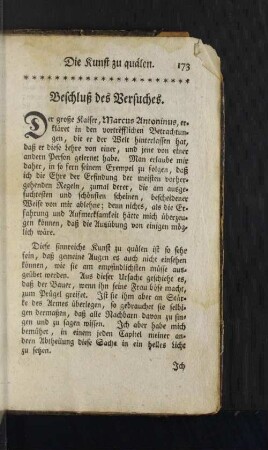 Die Kunst zu quälen. 173
Beschluß des Versuches.
Der große Kaiser, Marcus Antoninus, er-
kläret in den vortrefflichen Betrachtun-
gen, die er der Welt hinterlassen hat,
daß er diese Lehre von einer, und jene von einer
andern Person gelernet habe. Man erlaube mir
daher, in so fern seinem Exempel zu folgen, daß
ich die Ehre der Erfindung der meisten vorher-
gehenden Regeln, zumal derer, die am ausge-
suchtesten und schönsten scheinen, bescheidener
Weise von mir ablehne; denn nichts, als die Er-
fahrung und Aufmerksamkeit hätte mich überzeu-
gen können, daß die Ausübung von einigen mög-
lich wäre.
Diese sinnreiche Kunst zu quälen ist so sehr
fein, daß gemeine Augen es auch nicht einsehen
können, wie sie am empfindlichsten müsse aus-
geübet werden. Aus dieser Ursache geschieht es,
daß der Bauer, wenn ihn seine Frau böse macht,
zum Prügel greifet. Ist sie ihm aber an Stär-
ke des Armes überlegen, so gebrauchet sie selbi-
gen dermaßen, daß alle Nachbarn davon zu sin-
gen und zu sagen wissen. Ich aber habe mich
bemühet, in einem jeden Capitel meiner an-
dern Abtheilung diese Sache in ein helles Licht
zu setzen.
Ich